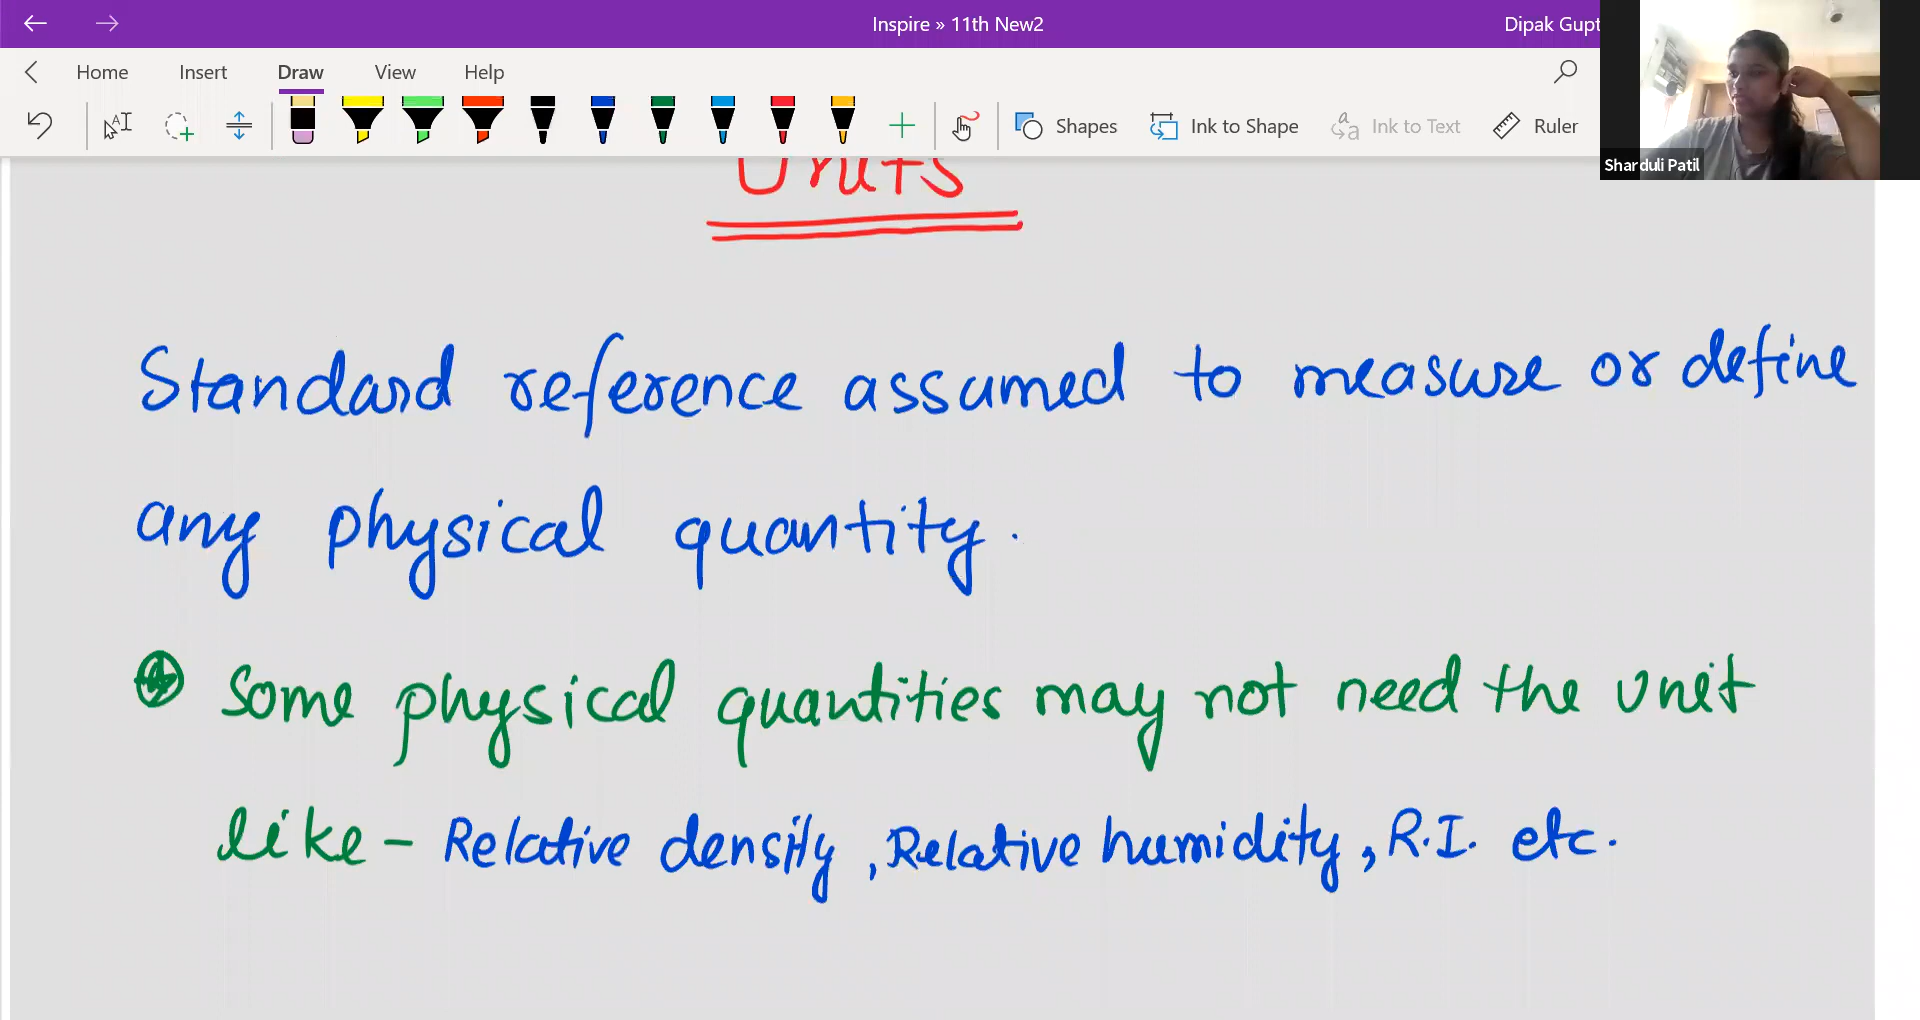 Inspire » 11th New2
Dipak Gupt
Home Insert Draw View Help
Shapes Ink to Shape Ink to Text Ruler
Sharduli Patil
Units
Standard reference assumed to measure or define
any physical quantity.
Some physical quantities may not need the unit
like - Relative density, Relative humidity, R.I. etc.